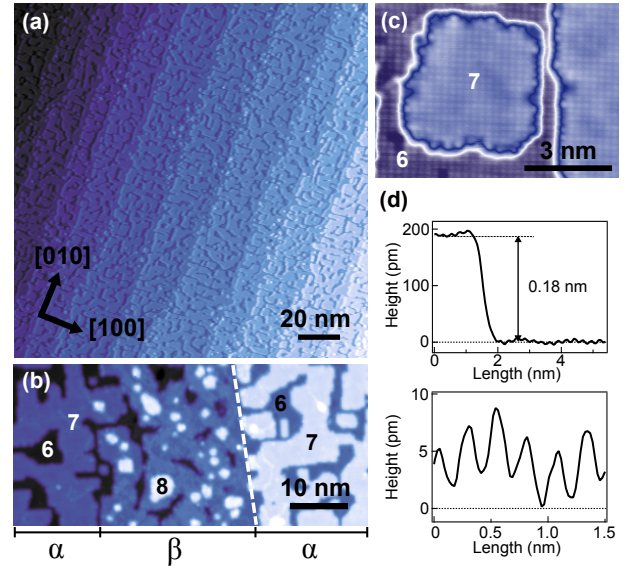 (a)
[010]
[100]
20 nm
(b)
6
7
8
6
7
10 nm
α
β
α
(c)
7
6
3 nm
(d)
Height (pm)
200
100
0
0.18 nm
0
2
4
Length (nm)
Height (pm)
10
5
0
0.0
0.5
1.0
1.5
Length (nm)